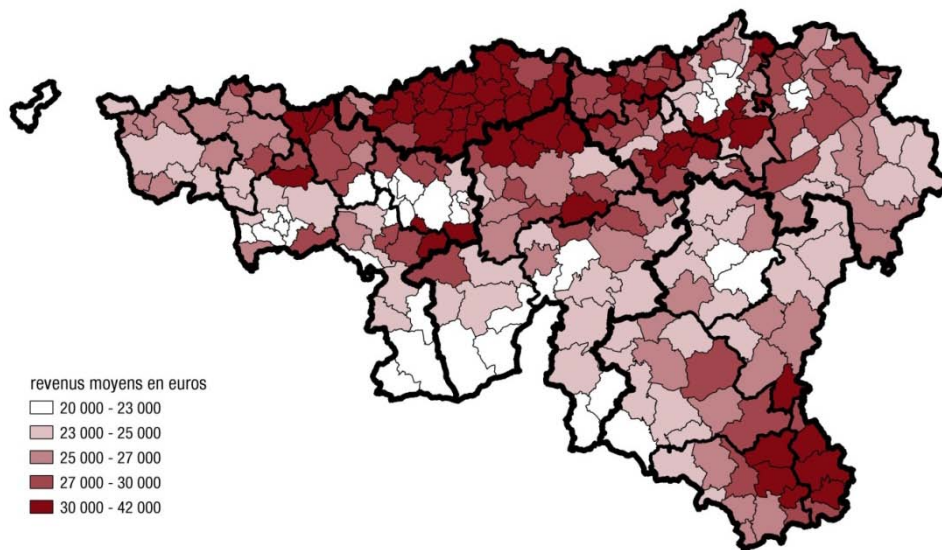 revenus moyens en euros
20 000 - 23 000
23 000 - 25 000
25 000 - 27 000
27 000 - 30 000
30 000 - 42 000